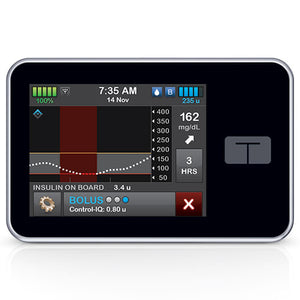 7:35 AM
100% 14 Nov B 235 u
400
350
300
250
200
150
100
50
162
mg/dL
3
HRS
INSULIN ON BOARD 3.4 u
BOLUS
Control-IQ: 0.80 u
X
T